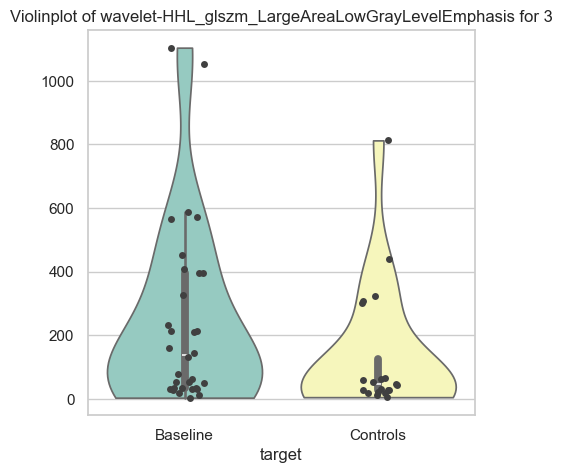 Violinplot of wavelet-HHL_glszm_LargeAreaLowGrayLevelEmphasis for 3
1000
800
600
400
200
0
Baseline Controls
target